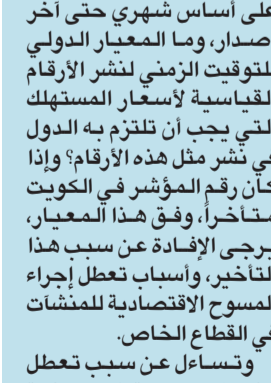 على أساس شهري حتى آخر
إصدار، وما المعيار الدولي
للتوقيت الزمني لنشر الأرقام
القياسية لأسعار المستهلك
التي يجب أن تلتزم به الدول
في نشر مثل هذه الأرقام؟ وإذا
كان رقم المؤشر في الكويت
متأخراً، وفق هذا المعيار،
يرجى الإفادة عن سبب هذا
التأخير، وأسباب تعطل إجراء
المسوح الاقتصادية للمنشآت
في القطاع الخاص.
وتساءل عن سبب تعطل